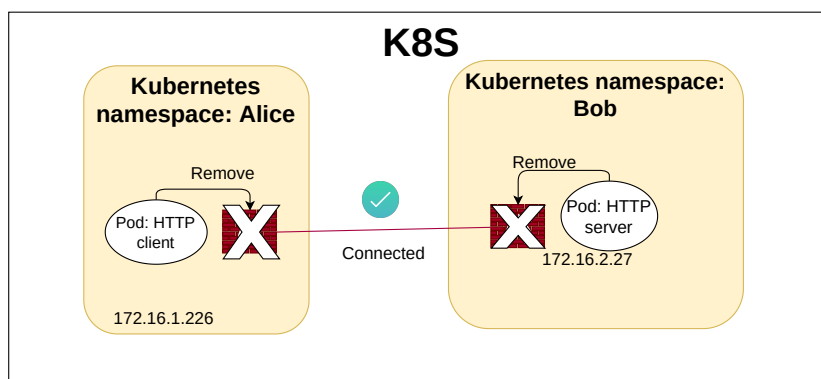 K8S
Kubernetes
namespace: Alice
Remove
Pod: HTTP
client
172.16.1.226
Connected
Kubernetes namespace:
Bob
Remove
Pod: HTTP
server
172.16.2.27